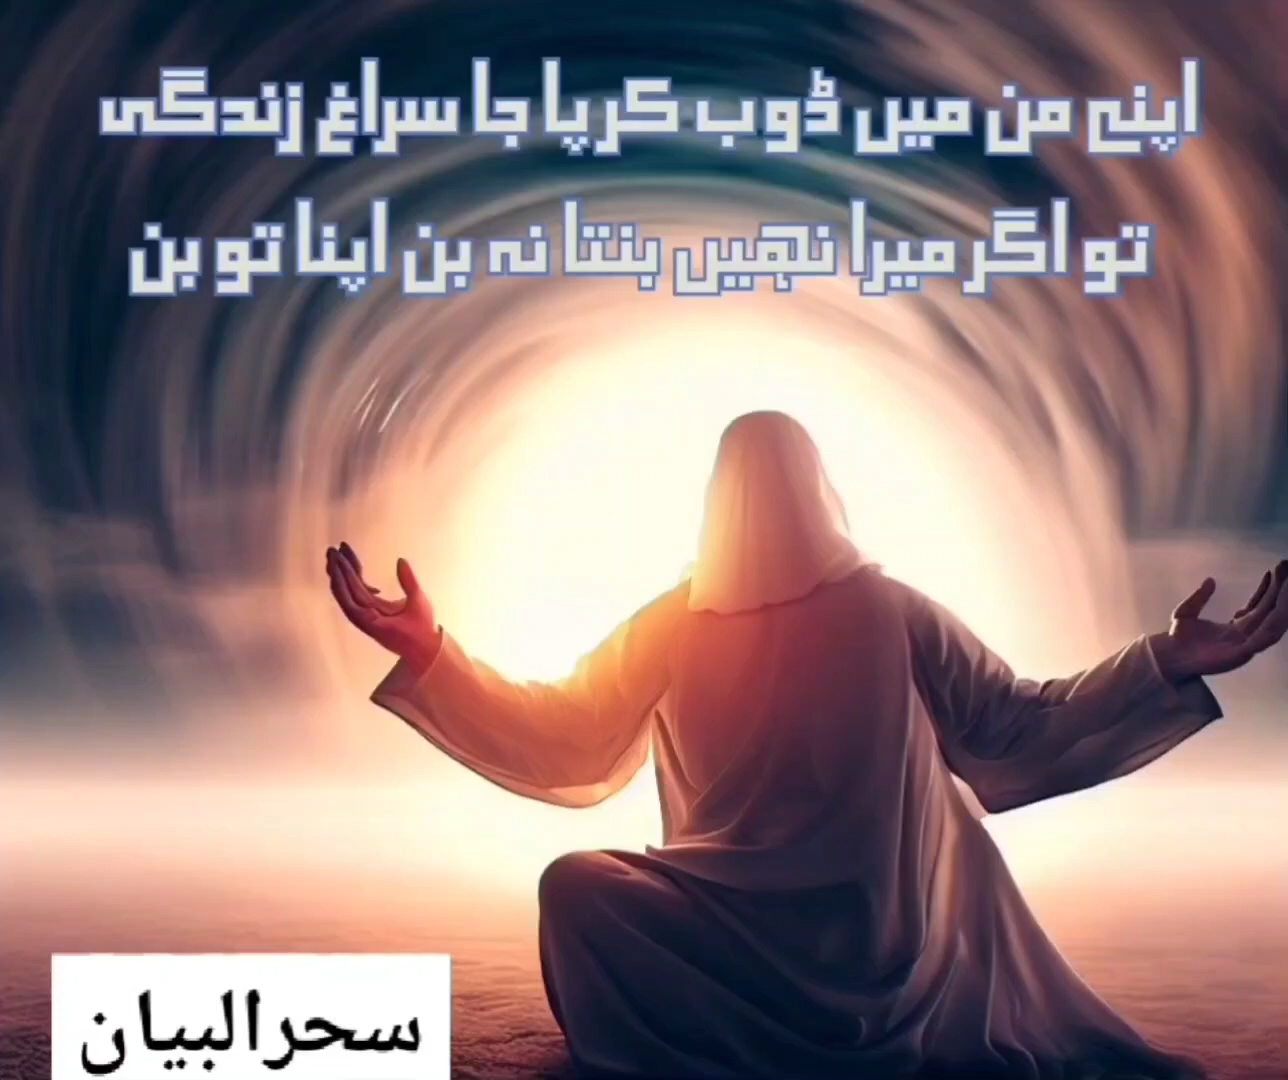 اپنے من میں ڈوب کر پا جا سراغ زندگی
تو اگر میرا نہیں بنتا نہ بن اپنا تو بن
سحرالبیان